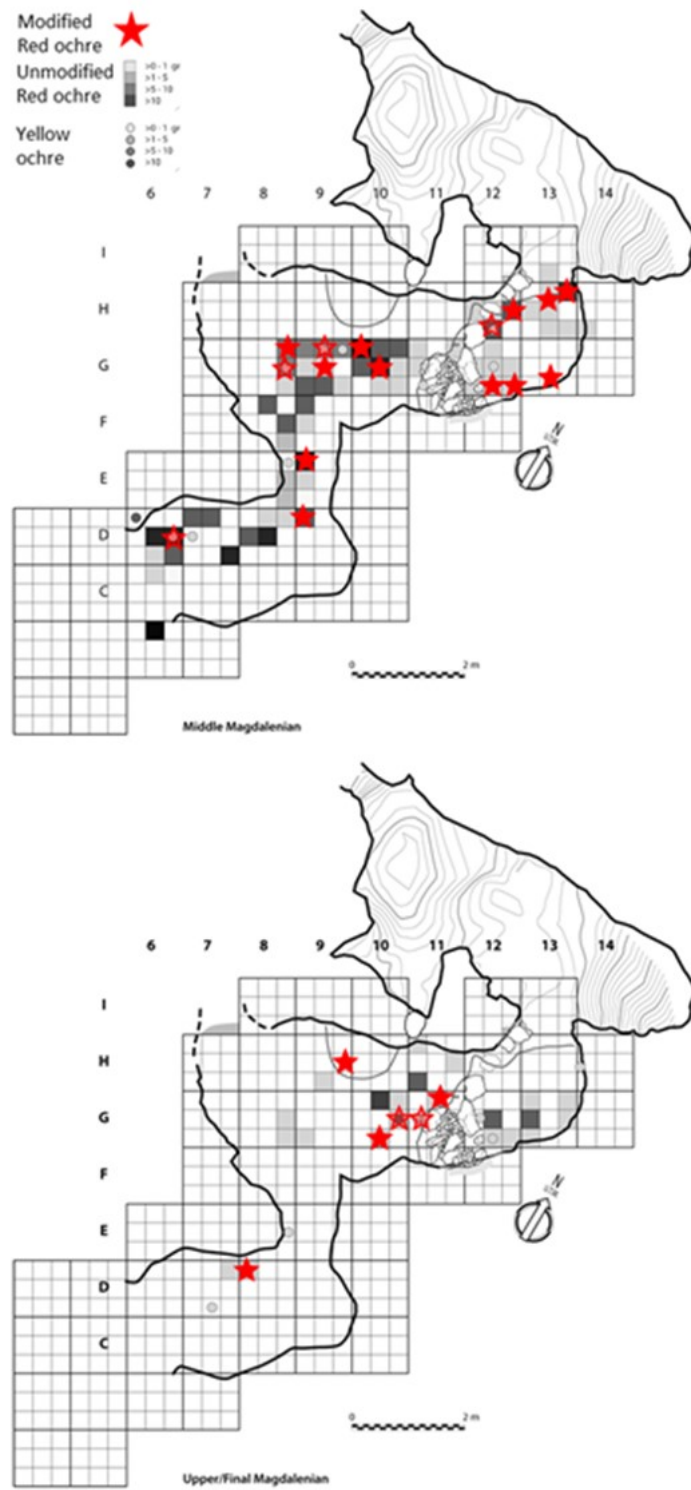 Modified
Red ochre
Unmodified
Red ochre
>0 - 1 gr
>1 - 5
>5 - 10
>10
Yellow
ochre
>0 - 1 gr
>1 - 5
>5 - 10
>10
6 7 8 9 10 11 12 13 14
I
H
G
F
E
D
C
N
0 2 m
Middle Magdalenian
6 7 8 9 10 11 12 13 14
I
H
G
F
E
D
C
N
0 2 m
Upper/Final Magdalenian